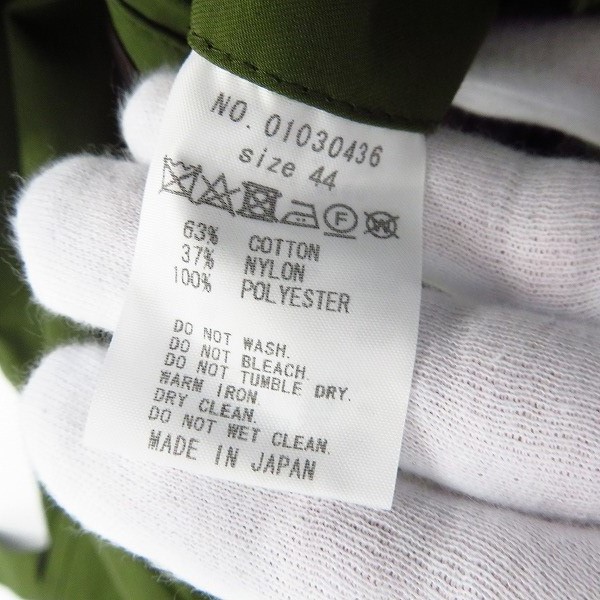 NO. 01030436
size 44
F W
63% COTTON
37% NYLON
100% POLYESTER
DO NOT WASH.
DO NOT BLEACH.
DO NOT TUMBLE DRY.
WARM IRON.
DRY CLEAN.
DO NOT WET CLEAN.
MADE IN JAPAN